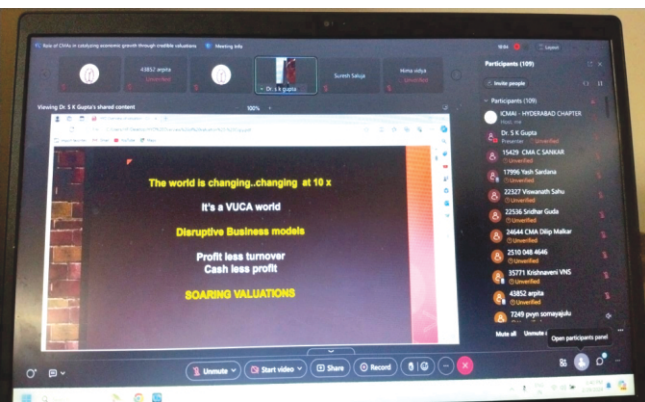 Role of CMAs in catalyzing economic growth through credible valuations
Meeting info
Layout
43852 arpita
Unverified
Dr. s k gupta
Suresh Saluja
Hima vidya
Unverified
Viewing Dr. S K Gupta's shared content
100%
The world is changing..changing at 10 x
It's a VUCA world
Disruptive Business models
Profit less turnover
Cash less profit
SOARING VALUATIONS
Participants (109)
Invite people
Participants (109)
ICMAI - HYDERABAD CHAPTER
Host, me
Dr. S K Gupta
Presenter Unverified
15429 CMA C SANKAR
Unverified
17996 Yash Sardana
Unverified
22327 Viswanath Sahu
Unverified
22536 Sridhar Guda
Unverified
24644 CMA Dilip Malkar
Unverified
2510 048 4646
Unverified
35771 Krishnaveni VNS
Unverified
43852 arpita
Unverified
7249 pvyn somayajulu
Mute all
Open participants panel
Unmute
Start video
Share
Record